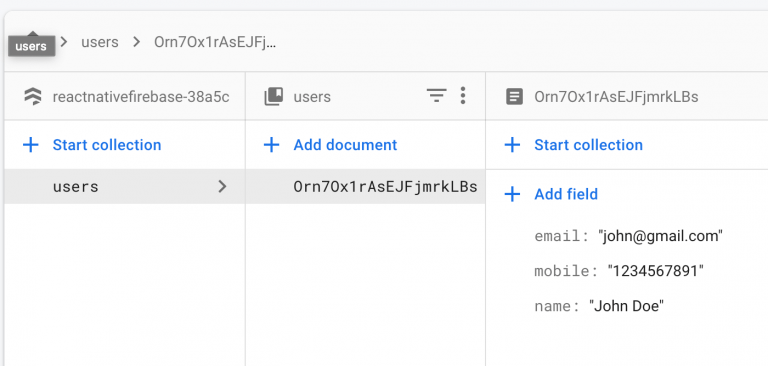 users
users
Orn7Ox1rAsEJFj...
reactnativefirebase-38a5c
users
Orn7Ox1rAsEJFjmrkLBs
Start collection
Add document
Start collection
users
Orn7Ox1rAsEJFjmrkLBs
Add field
email: "john@gmail.com"
mobile: "1234567891"
name: "John Doe"